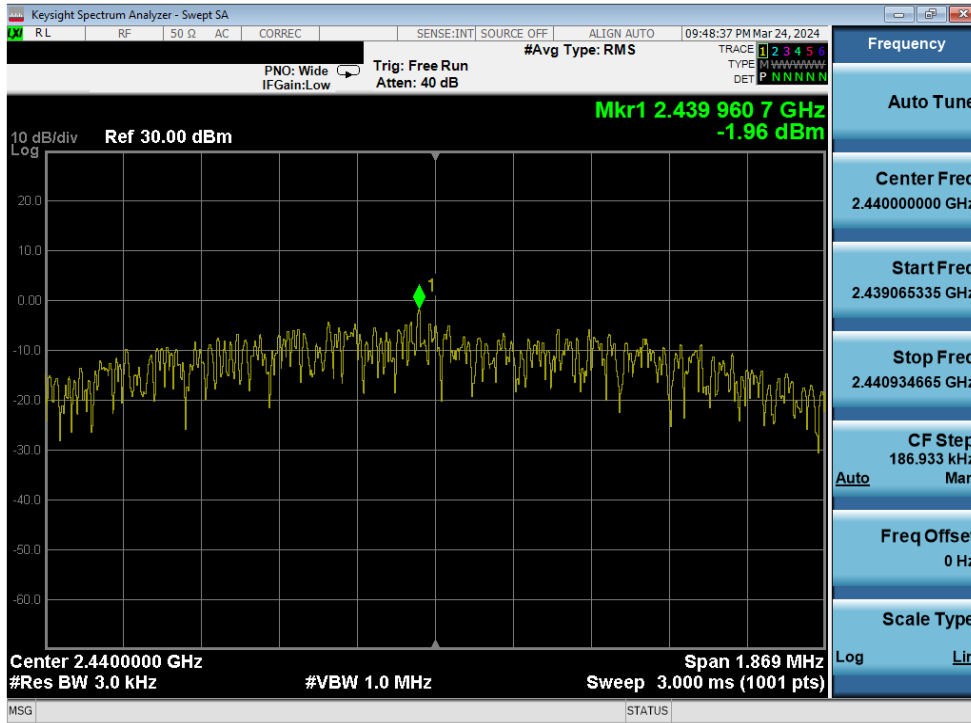 Keysight Spectrum Analyzer - Swept SA
LXI RL RF 50 Ω AC CORREC SENSE:INT SOURCE OFF ALIGN AUTO 09:48:37 PM Mar 24, 2024
#Avg Type: RMS TRACE 1 2 3 4 5 6
PNO: Wide Trig: Free Run TYPE M WWWWW
IFGain:Low Atten: 40 dB DET P N N N N N
Mkr1 2.439 960 7 GHz
-1.96 dBm
10 dB/div Ref 30.00 dBm
Log
20.0
10.0
0.00
-10.0
-20.0
-30.0
-40.0
-50.0
-60.0
1
Center 2.4400000 GHz Span 1.869 MHz
#Res BW 3.0 kHz #VBW 1.0 MHz Sweep 3.000 ms (1001 pts)
MSG STATUS
Frequency
Auto Tune
Center Freq
2.440000000 GHz
Start Freq
2.439065335 GHz
Stop Freq
2.440934665 GHz
CF Step
186.933 kHz
Auto Man
Freq Offset
0 Hz
Scale Type
Log Lin